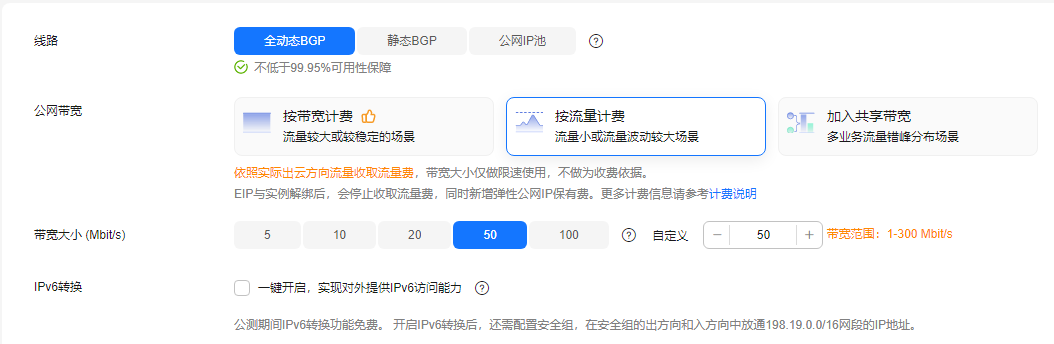 线路
全动态BGP 静态BGP 公网IP池
不低于99.95%可用性保障
公网带宽
按带宽计费
流量较大或较稳定的场景
按流量计费
流量小或流量波动较大场景
加入共享带宽
多业务流量错峰分布场景
依照实际出云方向流量收取流量费，带宽大小仅做限速使用，不做为收费依据。
EIP与实例解绑后，会停止收取流量费，同时新增弹性公网IP保有费。更多计费信息请参考计费说明
带宽大小 (Mbit/s)
5 10 20 50 100 自定义 − 50 + 带宽范围：1-300 Mbit/s
IPv6转换
一键开启，实现对外提供IPv6访问能力
公测期间IPv6转换功能免费。 开启IPv6转换后，还需配置安全组，在安全组的出方向和入方向中放通198.19.0.0/16网段的IP地址。